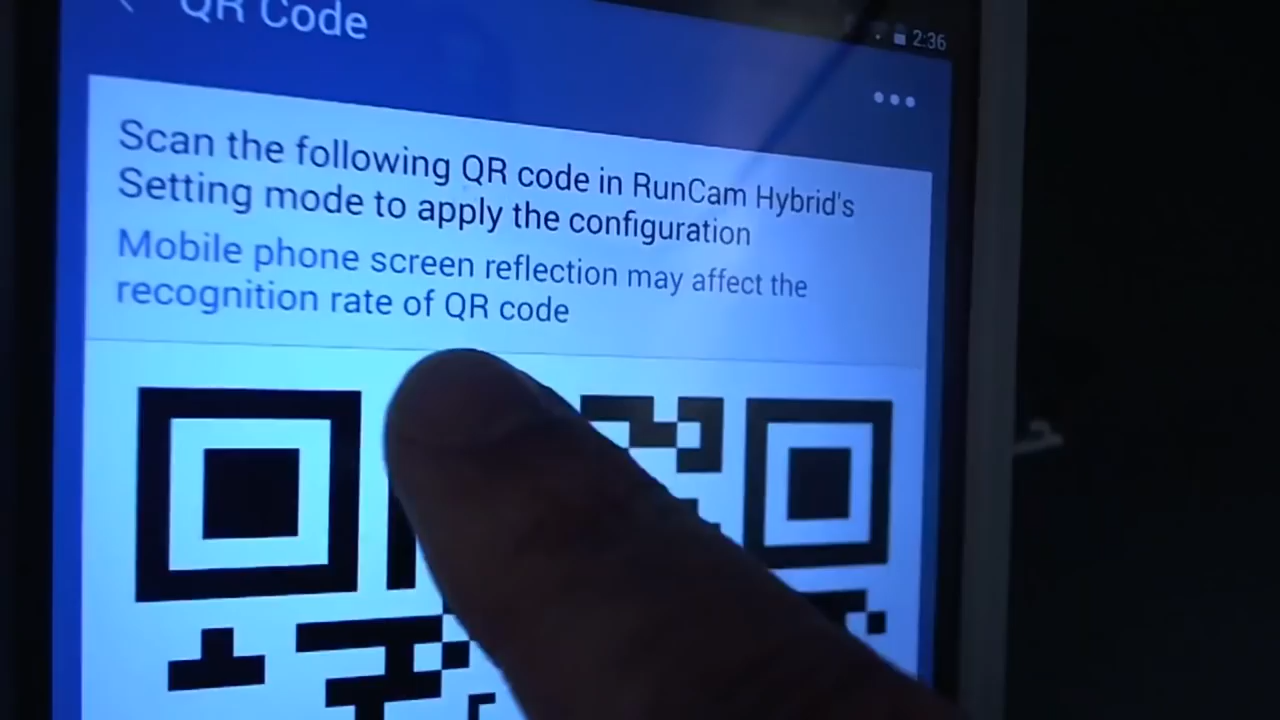 2:36
QR Code
Scan the following QR code in RunCam Hybrid's
Setting mode to apply the configuration
Mobile phone screen reflection may affect the
recognition rate of QR code